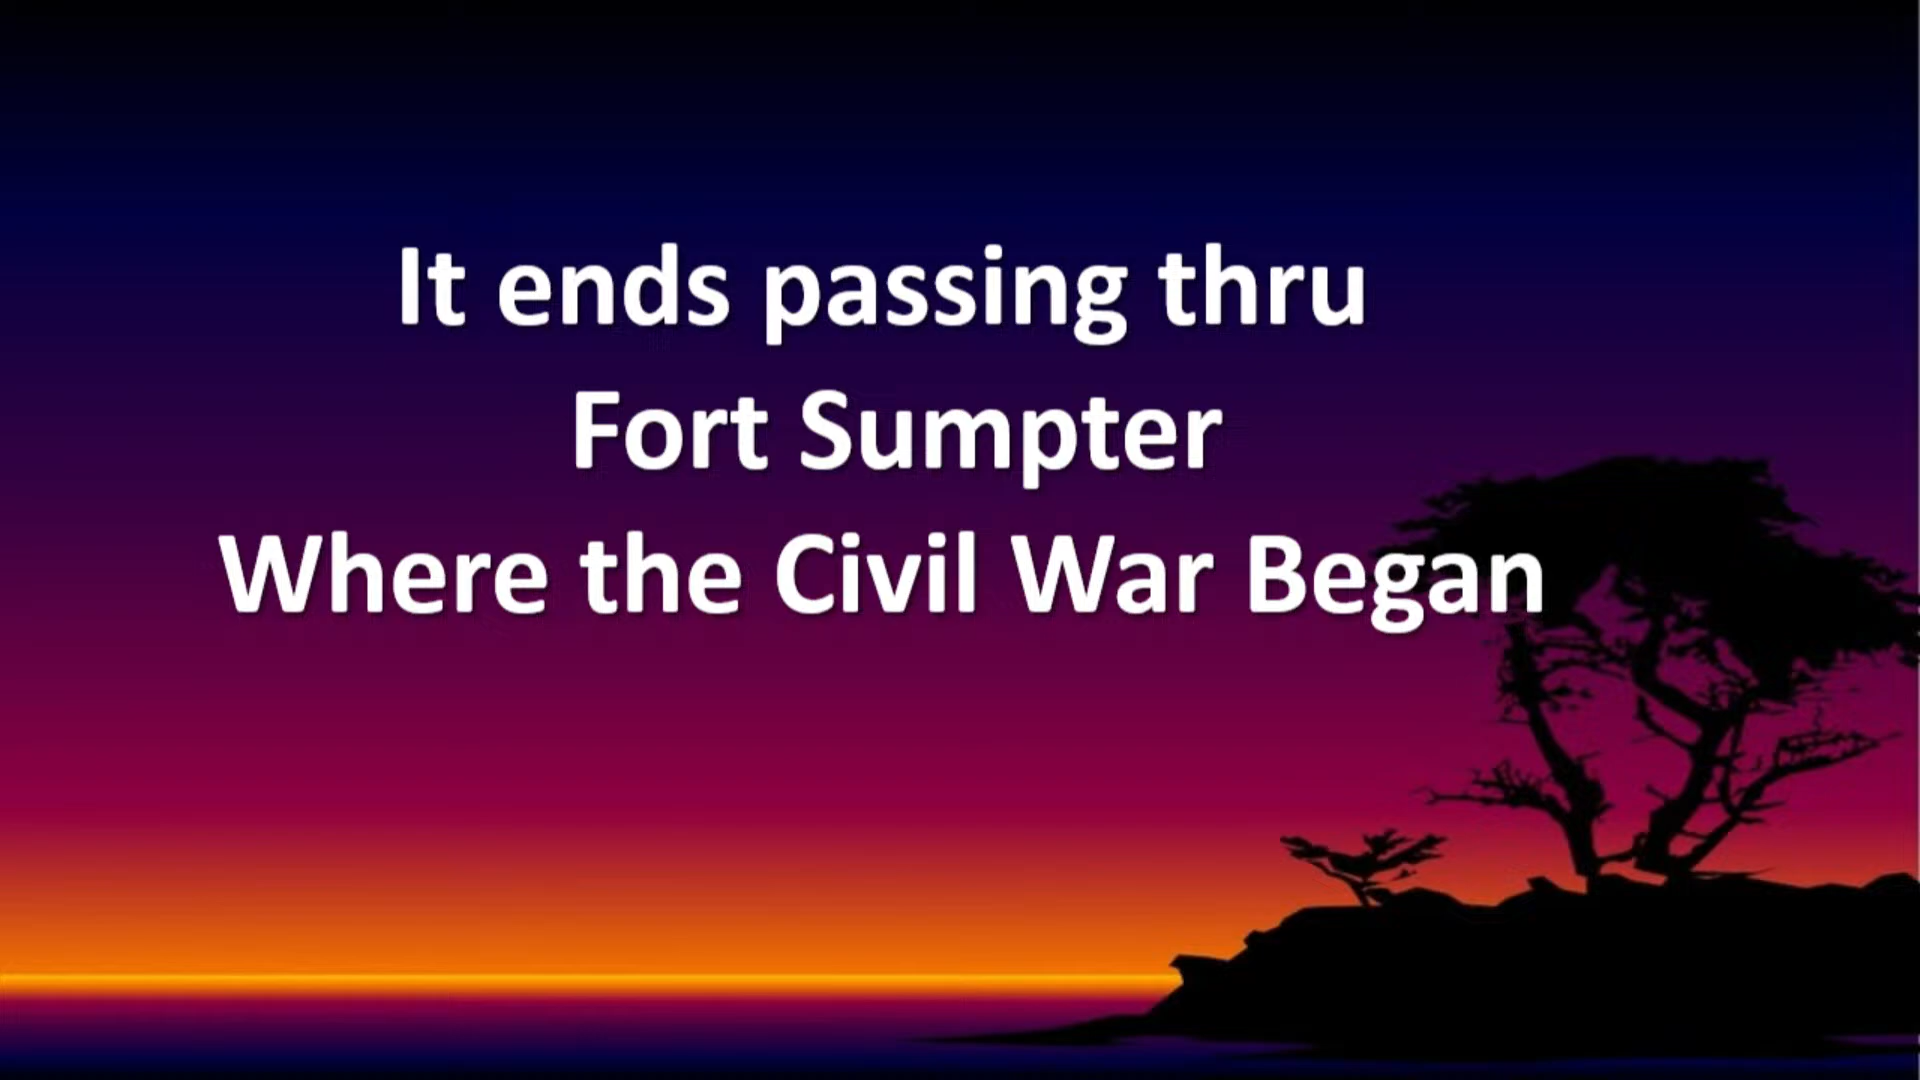 It ends passing thru
Fort Sumpter
Where the Civil War Began